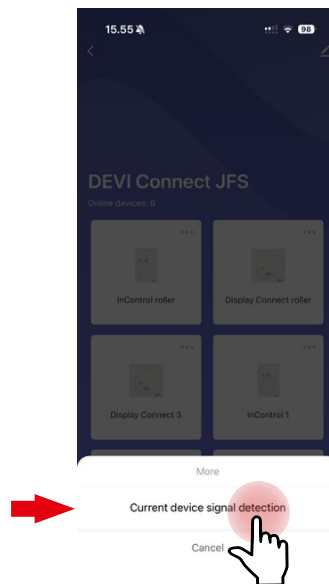 15.55
98
DEVI Connect JFS
Online devices: 6
InControl roller
Display Connect roller
Display Connect 3
InControl 1
More
Current device signal detection
Cancel